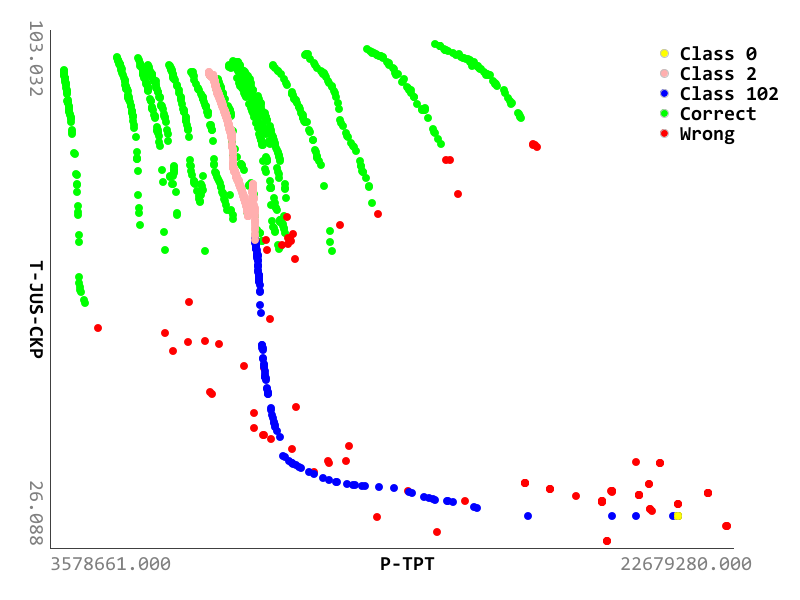 103.032
Class 0
Class 2
Class 102
Correct
Wrong
T-JUS-CKP
26.088
3578661.000
P-TPT
22679280.000